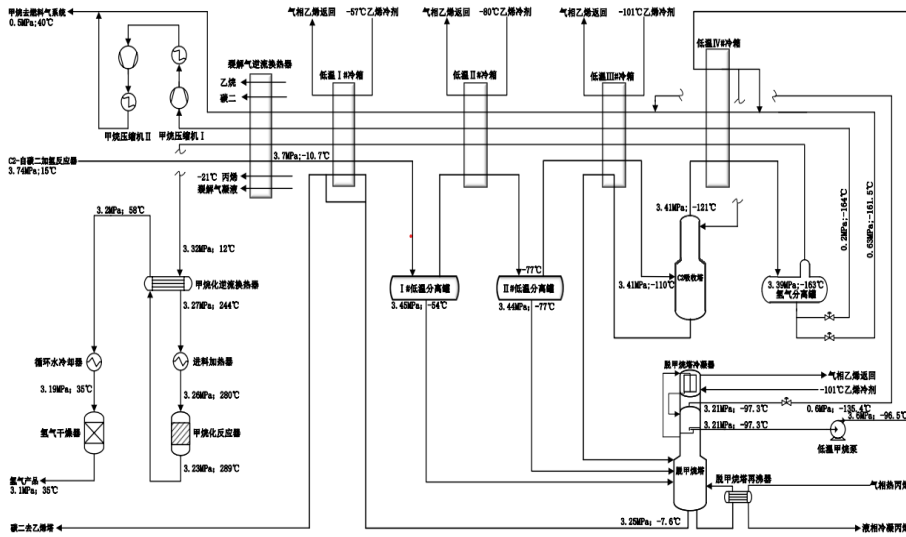 甲烷去燃料气系统
0.5MPa;40℃
气相乙烯返回
-57℃乙烯冷剂
气相乙烯返回
-80℃乙烯冷剂
气相乙烯返回
-101℃乙烯冷剂
低温Ⅳ#冷箱
裂解气逆流换热器
低温Ⅰ#冷箱
低温Ⅱ#冷箱
低温Ⅲ#冷箱
乙烷
碳二
甲烷压缩机Ⅱ
甲烷压缩机Ⅰ
C2-自碳二加氢反应器
3.74MPa;15℃
3.7MPa;-10.7℃
-21℃ 丙烯
裂解气凝液
3.2MPa; 58℃
3.41MPa; -121℃
0.2MPa;-164℃
0.63MPa;-161.5℃
3.32MPa; 12℃
甲烷化逆流换热器
3.27MPa; 244℃
Ⅰ#低温分离罐
3.45MPa; -54℃
-77℃
Ⅱ#低温分离罐
3.44MPa; -77℃
C2吸收塔
3.41MPa;-110℃
3.39MPa;-163℃
氢气分离罐
循环水冷却器
进料加热器
3.19MPa; 35℃
3.26MPa; 280℃
脱甲烷塔冷凝器
气相乙烯返回
-101℃乙烯冷剂
3.21MPa; -97.3℃
0.6MPa;-135.4℃
3.6MPa; -96.5℃
3.21MPa; -97.3℃
低温甲烷泵
氢气干燥器
甲烷化反应器
3.23MPa; 289℃
脱甲烷塔
脱甲烷塔再沸器
氢气产品
3.1MPa;35℃
气相热丙烯
碳二去乙烯塔
3.25MPa; -7.6℃
液相冷凝丙烯